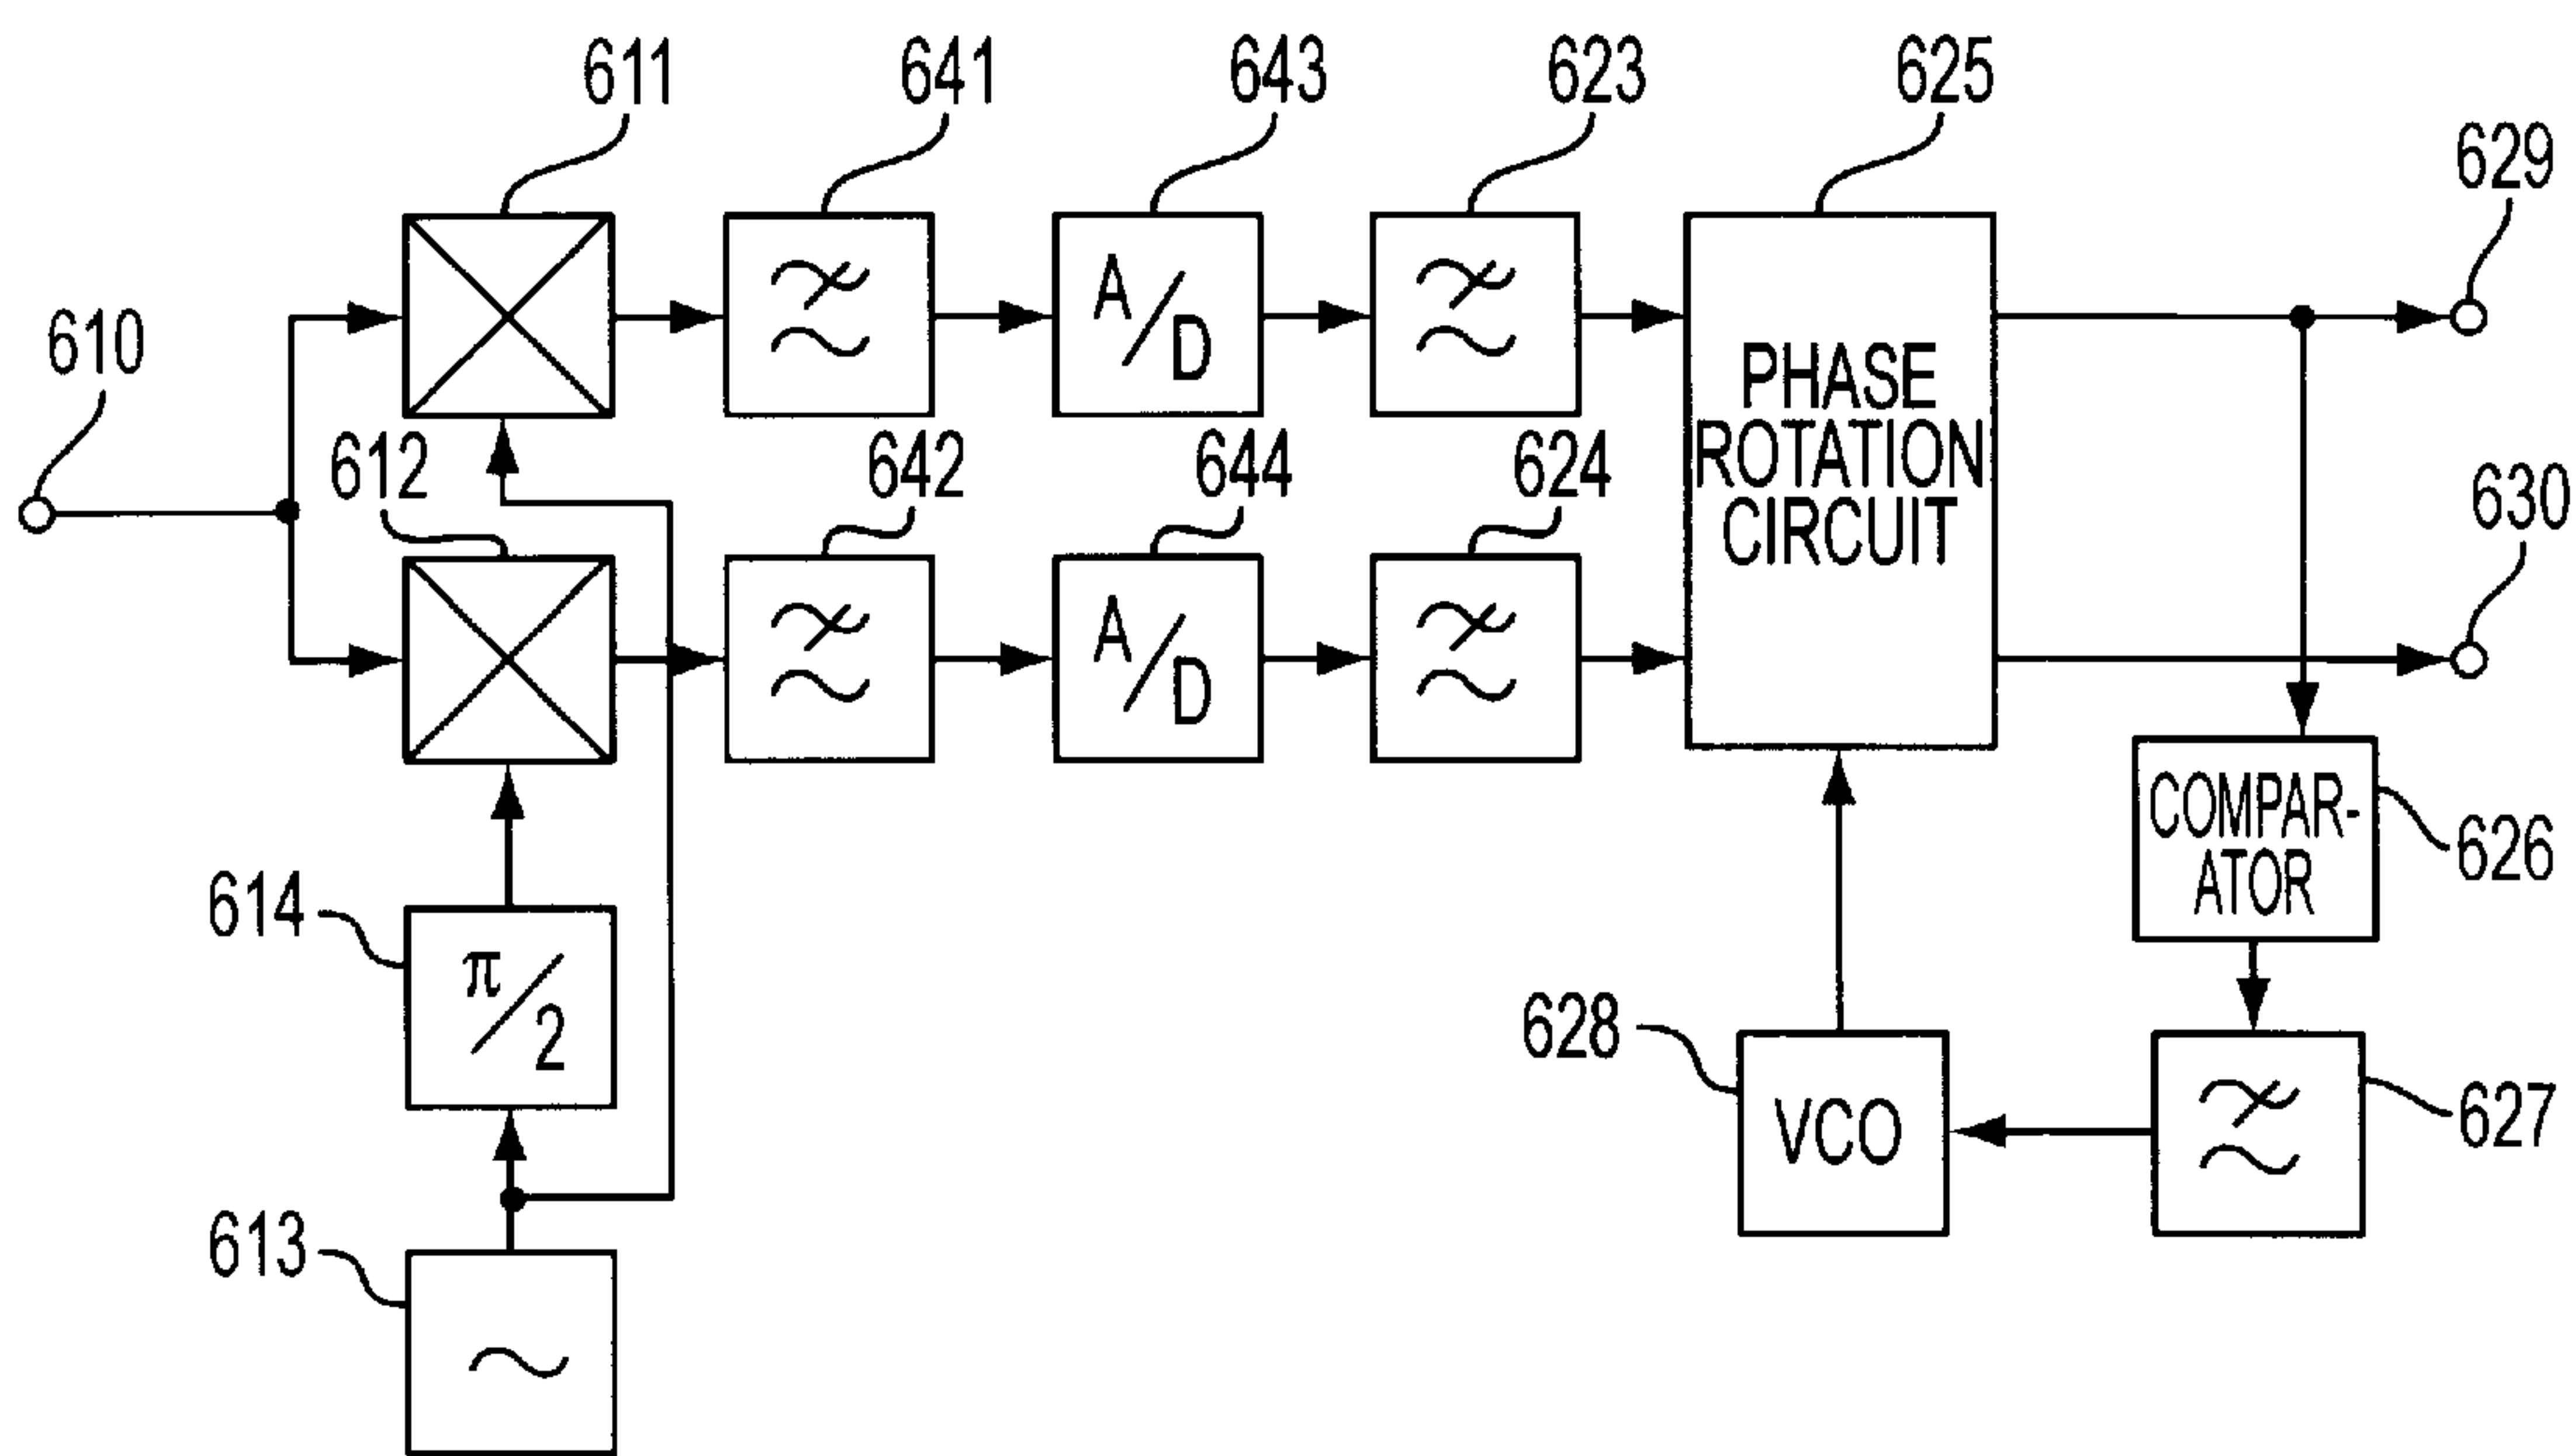 611
641
643
623
625
629
610
A/D
PHASE
ROTATION
CIRCUIT
612
642
644
624
630
A/D
COMPAR-
ATOR
626
614
π/2
628
VCO
627
613